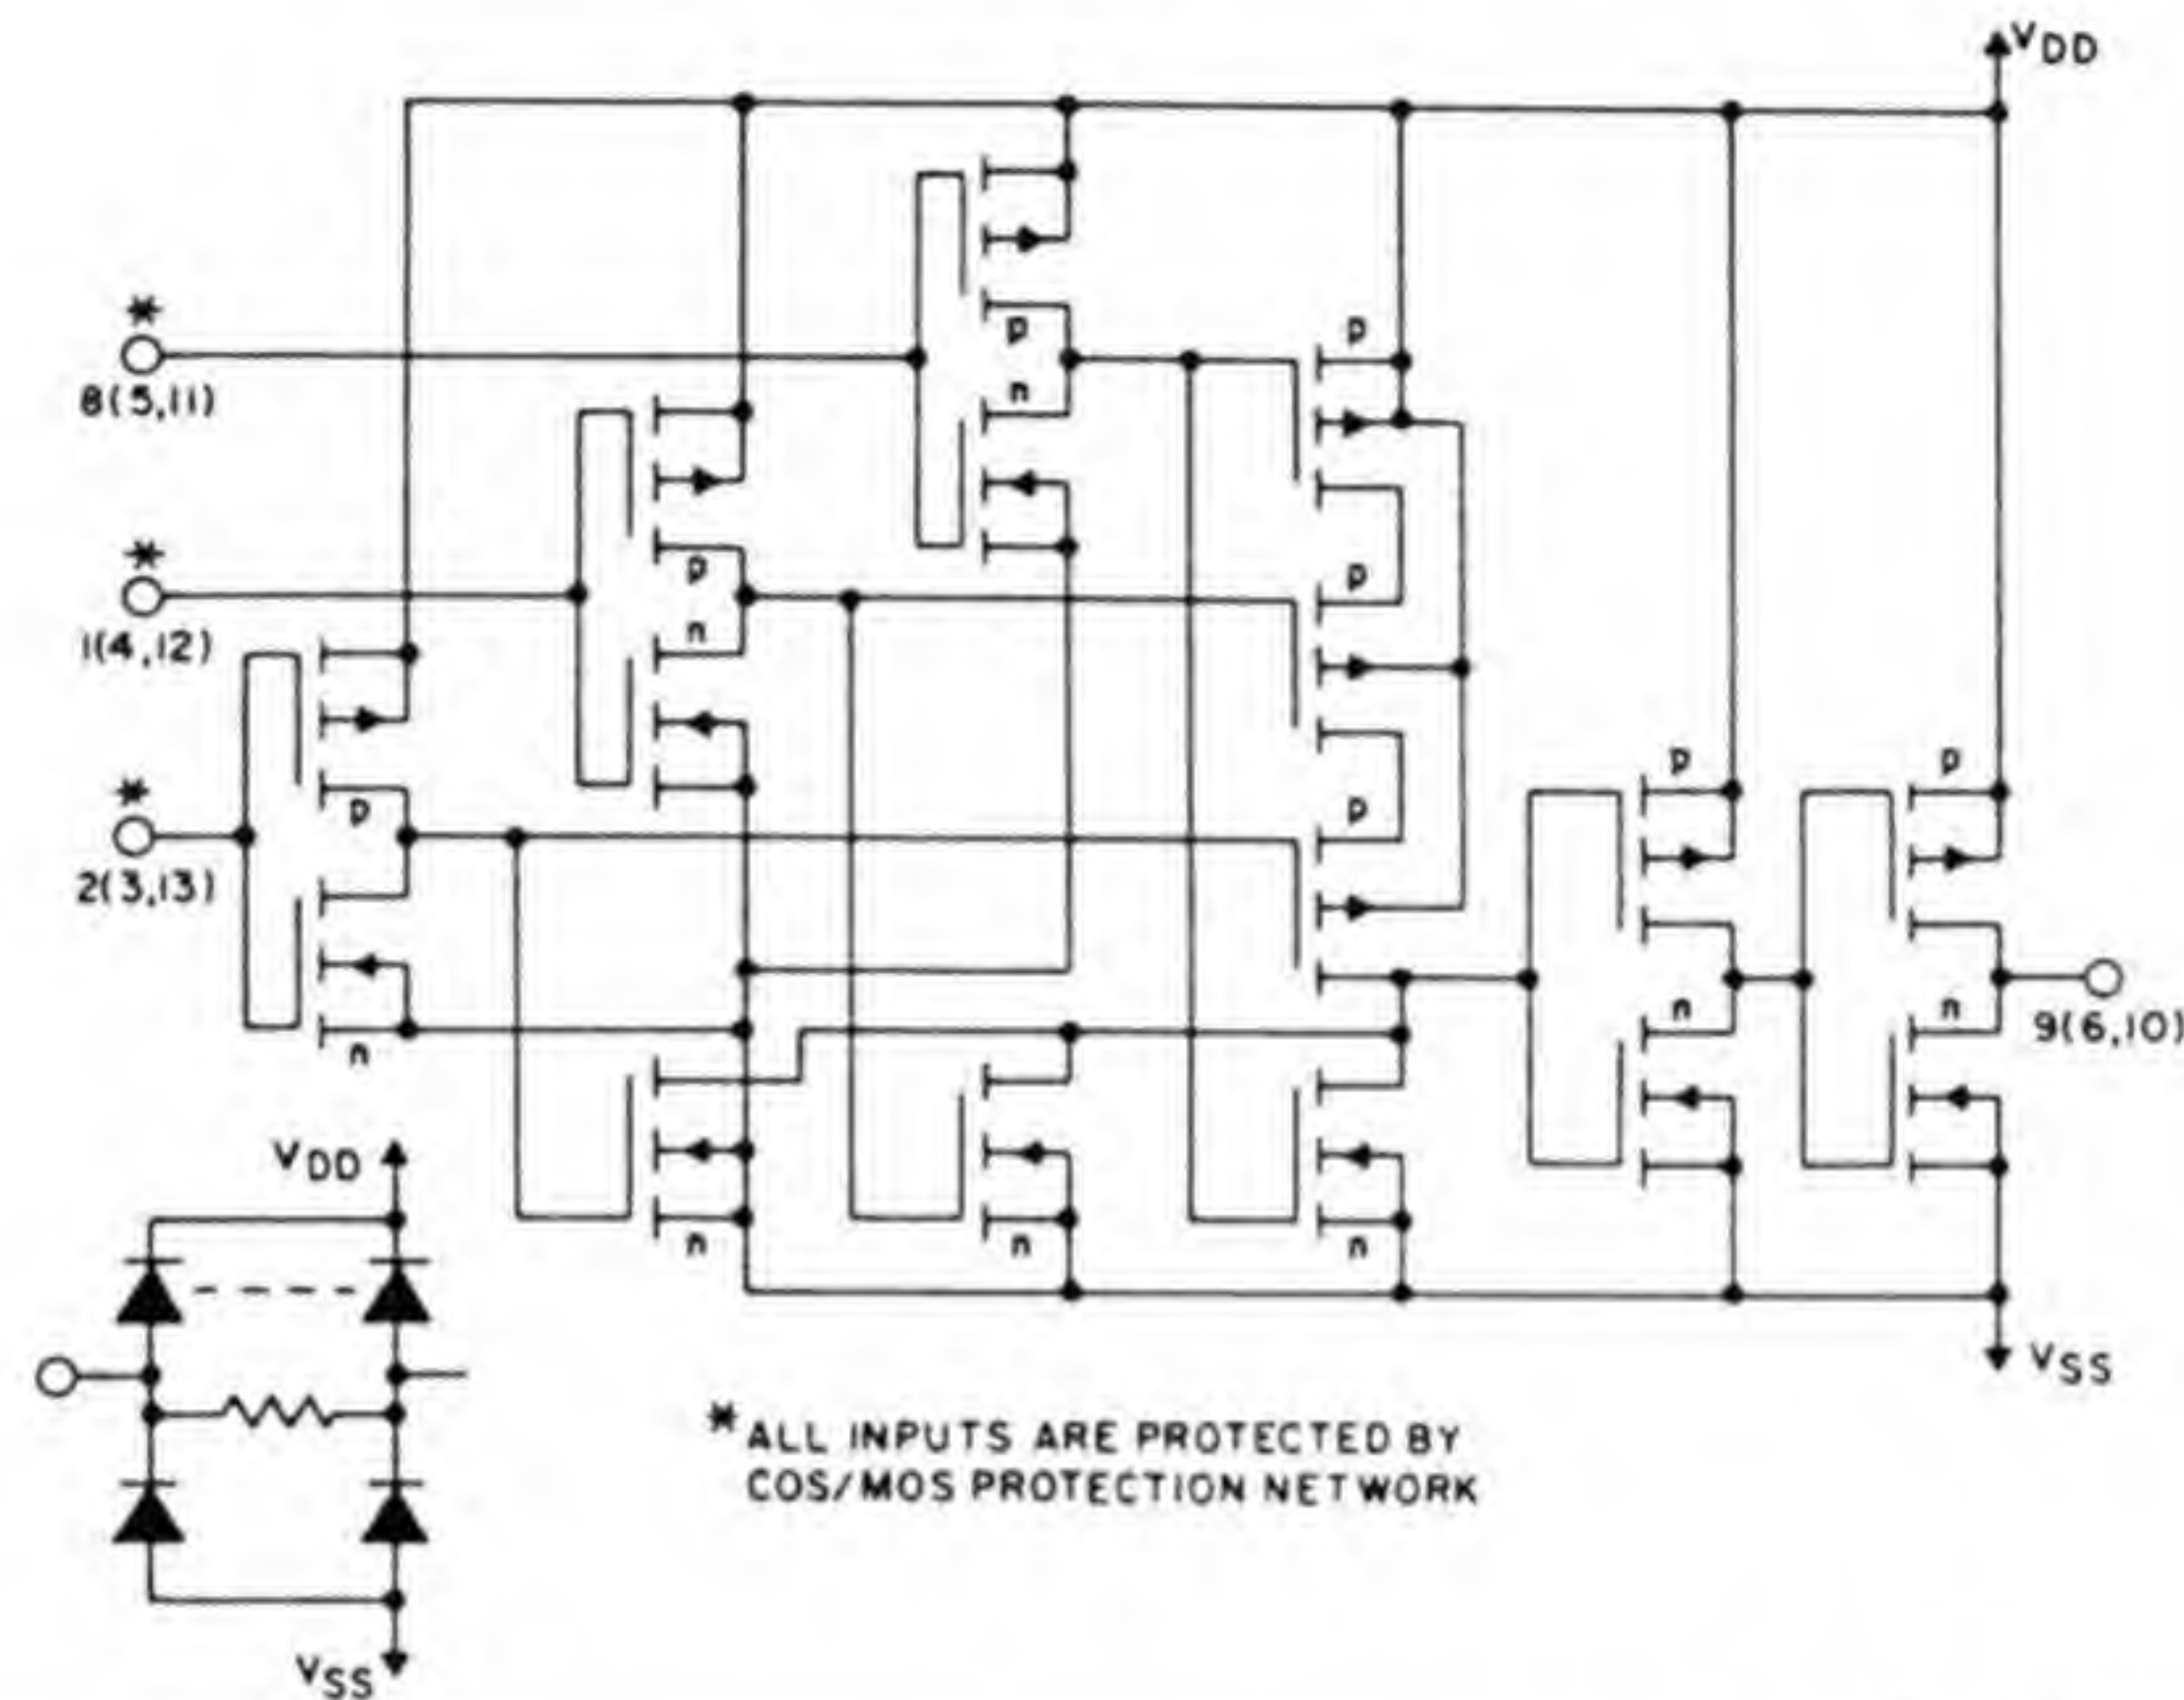 VDD
*
8(5,11)
p
n
p
*
1(4,12)
p
n
p
*
2(3,13)
p
n
p
p
p
n
n
9(6,10)
n
n
n
VDD
VSS
* ALL INPUTS ARE PROTECTED BY
COS/MOS PROTECTION NETWORK
VSS